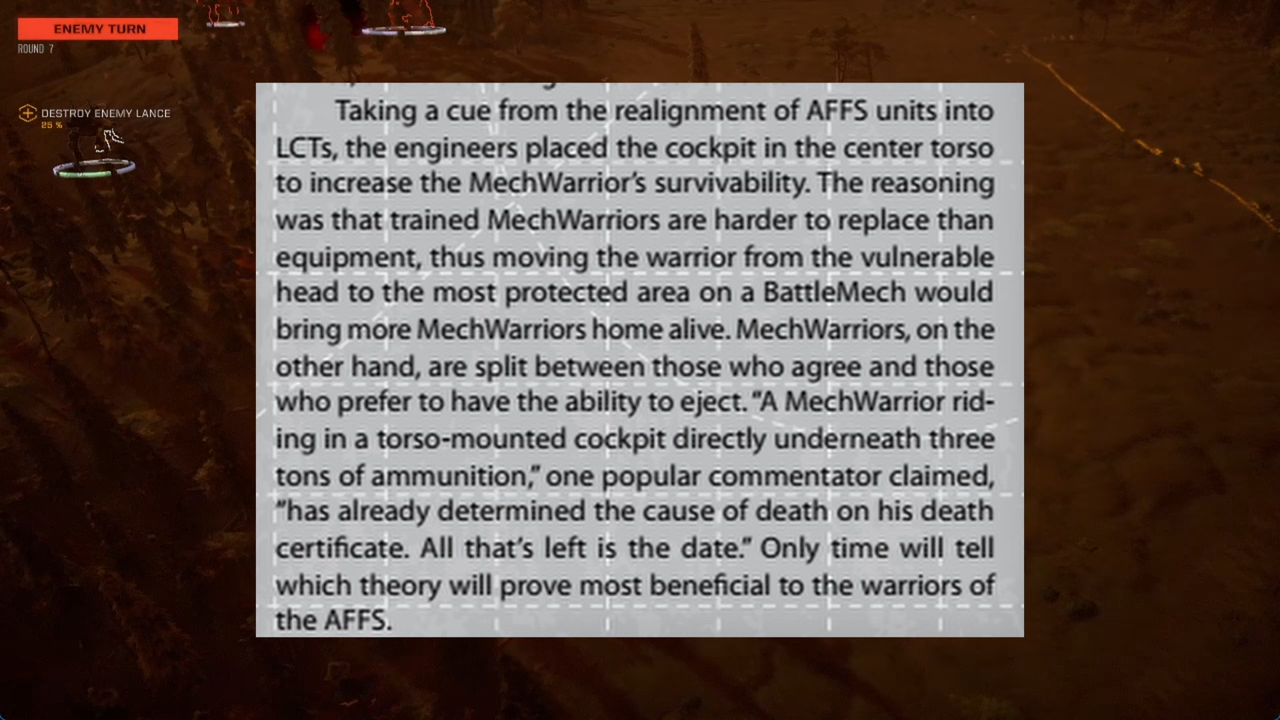 ENEMY TURN
ROUND 7
DESTROY ENEMY LANCE
25 %
Taking a cue from the realignment of AFFS units into
LCTs, the engineers placed the cockpit in the center torso
to increase the MechWarrior's survivability. The reasoning
was that trained MechWarriors are harder to replace than
equipment, thus moving the warrior from the vulnerable
head to the most protected area on a BattleMech would
bring more MechWarriors home alive. MechWarriors, on the
other hand, are split between those who agree and those
who prefer to have the ability to eject. "A MechWarrior rid-
ing in a torso-mounted cockpit directly underneath three
tons of ammunition," one popular commentator claimed,
"has already determined the cause of death on his death
certificate. All that's left is the date." Only time will tell
which theory will prove most beneficial to the warriors of
the AFFS.